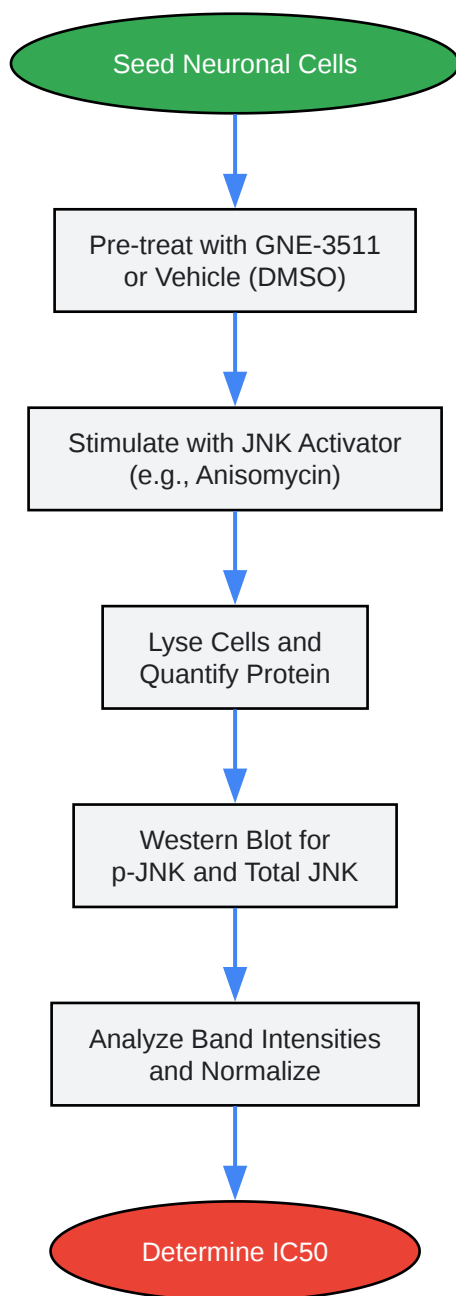 Seed Neuronal Cells
Pre-treat with GNE-3511
or Vehicle (DMSO)
Stimulate with JNK Activator
(e.g., Anisomycin)
Lyse Cells and
Quantify Protein
Western Blot for
p-JNK and Total JNK
Analyze Band Intensities
and Normalize
Determine IC50